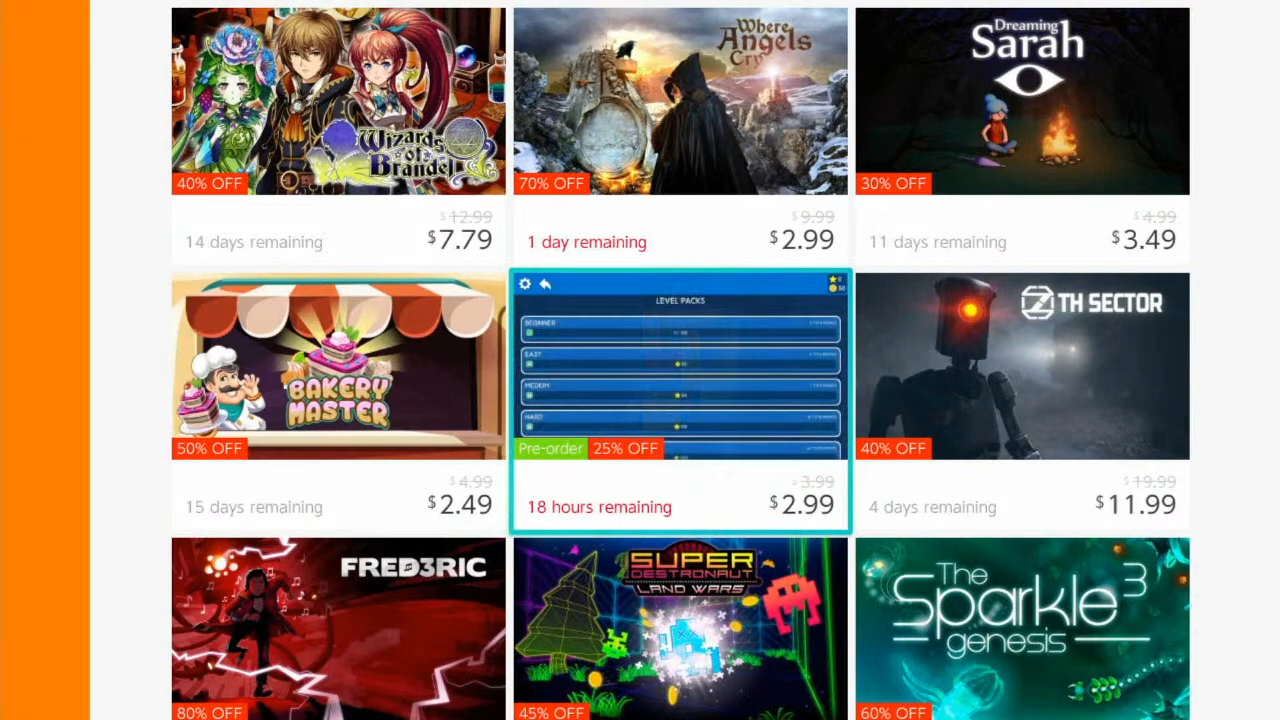 Wizards
of
Brandel
40% OFF
14 days remaining
$12.99
$7.79
Where
Angels
Cry
70% OFF
1 day remaining
$9.99
$2.99
Dreaming
Sarah
30% OFF
11 days remaining
$4.99
$3.49
BAKERY
MASTER
50% OFF
15 days remaining
$4.99
$2.49
LEVEL PACKS
BEGINNER
EASY
MEDIUM
HARD
Pre-order 25% OFF
18 hours remaining
3.99
$2.99
7TH SECTOR
40% OFF
4 days remaining
$19.99
$11.99
FRED3RIC
80% OFF
SUPER
DESTRONAUT
LAND WARS
45% OFF
The
Sparkle 3
genesis
60% OFF